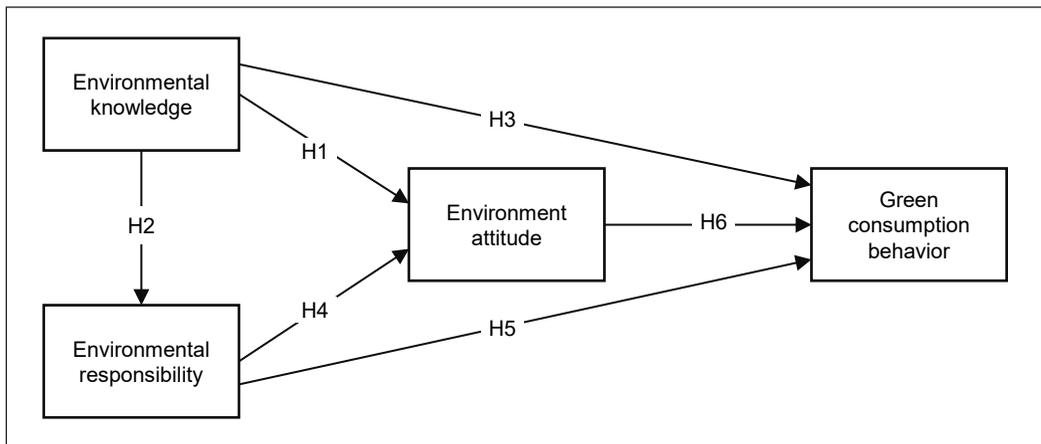 Environmental
knowledge
H3
H1
Environment
attitude
H6
Green
consumption
behavior
H2
H4
H5
Environmental
responsibility